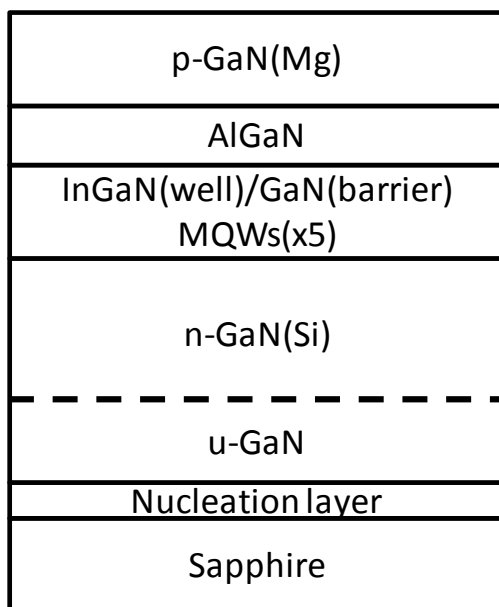 p-GaN(Mg)
AlGaN
InGaN(well)/GaN(barrier)
MQWs(x5)
n-GaN(Si)
u-GaN
Nucleation layer
Sapphire